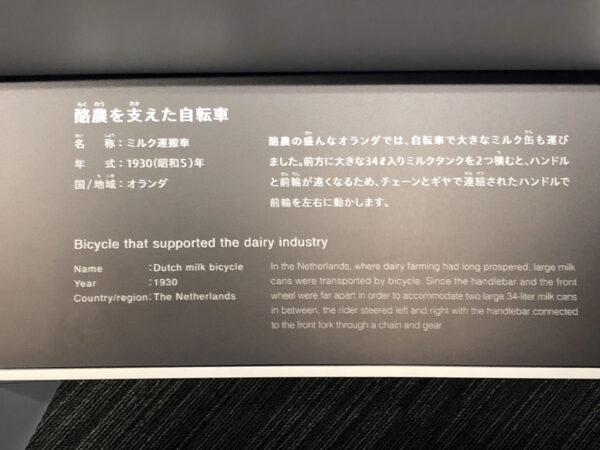 酪農を支えた自転車
名　称：ミルク運搬車
年　式：1930(昭和5)年
国/地域：オランダ
酪農の盛んなオランダでは、自転車で大きなミルク缶も運び
ました。前方に大きな34ℓ入りミルクタンクを2つ積むと、ハンドル
と前輪が遠くなるため、チェーンとギヤで連結されたハンドルで
前輪を左右に動かします。
Bicycle that supported the dairy industry
Name :Dutch milk bicycle
Year :1930
Country/region:The Netherlands
In the Netherlands, where dairy farming had long prospered, large milk
cans were transported by bicycle. Since the handlebar and the front
wheel were far apart in order to accommodate two large 34-liter milk cans
in between, the rider steered left and right with the handlebar connected
to the front fork through a chain and gear.